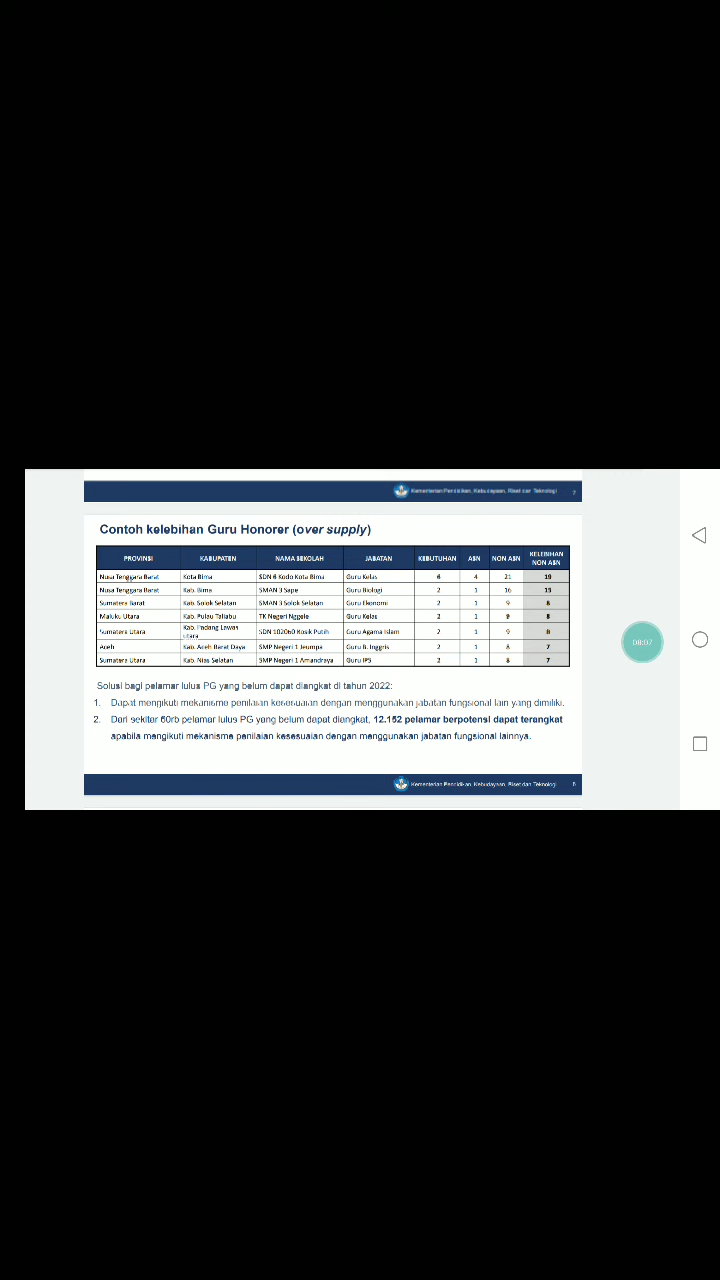 Kementerian Pendidikan, Kebudayaan, Riset dan Teknologi
Contoh kelebihan Guru Honorer (over supply)
PROVINSI KABUPATEN NAMA SEKOLAH JABATAN KEBUTUHAN ASN NON ASN KELEBIHAN NON ASN
Nusa Tenggara Barat Kota Bima SDN 6 Kodo Kota Bima Guru Kelas 6 4 21 19
Nusa Tenggara Barat Kab. Bima SMAN 3 Sape Guru Biologi 2 1 16 15
Sumatera Barat Kab. Solok Selatan SMAN 3 Solok Selatan Guru Ekonomi 2 1 9 8
Maluku Utara Kab. Pulau Taliabu TK Negeri Nggele Guru Kelas 2 1 9 8
Sumatera Utara Kab. Padang Lawas Utara SDN 102060 Kosik Putih Guru Agama Islam 2 1 9 8
Aceh Kab. Aceh Barat Daya SMP Negeri 1 Jeumpa Guru B. Inggris 2 1 8 7
Sumatera Utara Kab. Nias Selatan SMP Negeri 1 Amandraya Guru IPS 2 1 8 7
08:07
Solusi bagi pelamar lulus PG yang belum dapat diangkat di tahun 2022:
1. Dapat mengikuti mekanisme penilaian kesesuaian dengan menggunakan jabatan fungsional lain yang dimiliki.
2. Dari sekitar 60rb pelamar lulus PG yang belum dapat diangkat, 12.152 pelamar berpotensi dapat terangkat
apabila mengikuti mekanisme penilaian kesesuaian dengan menggunakan jabatan fungsional lainnya.
Kementerian Pendidikan, Kebudayaan, Riset dan Teknologi